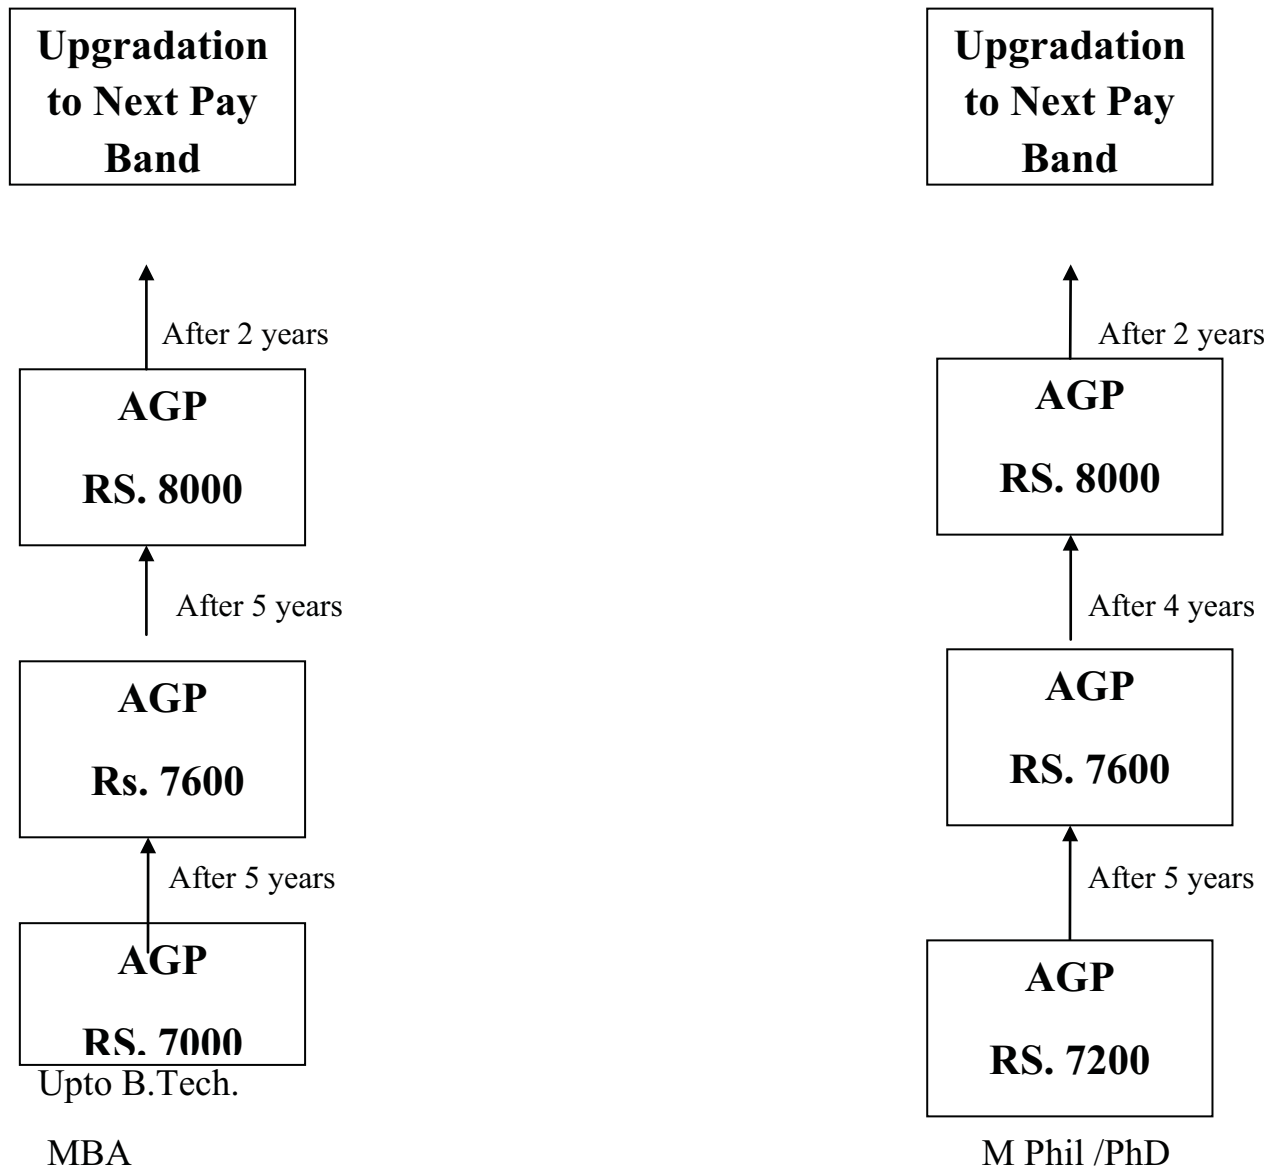 Upgradation
to Next Pay
Band
After 2 years
AGP
RS. 8000
After 5 years
AGP
Rs. 7600
After 5 years
AGP
RS. 7000
Upto B.Tech.
MBA
Upgradation
to Next Pay
Band
After 2 years
AGP
RS. 8000
After 4 years
AGP
RS. 7600
After 5 years
AGP
RS. 7200
M Phil /PhD